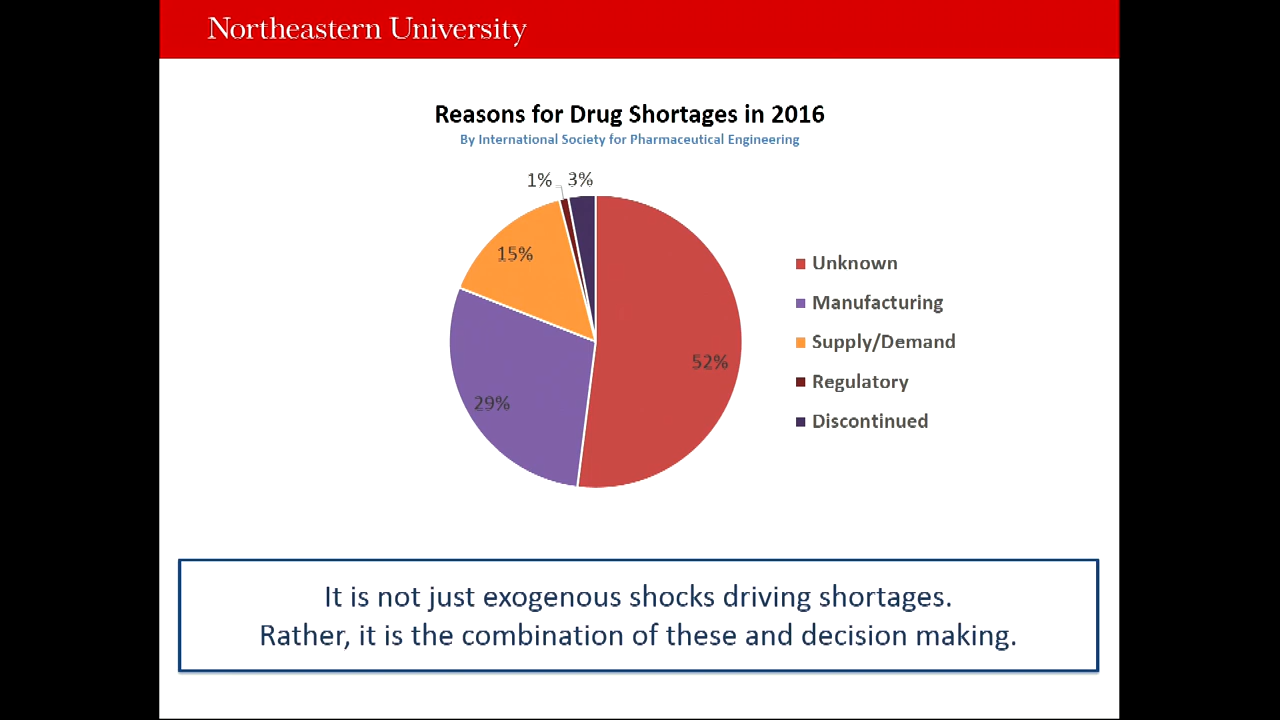 Northeastern University
Reasons for Drug Shortages in 2016
By International Society for Pharmaceutical Engineering
1% 3%
15%
52%
29%
Unknown
Manufacturing
Supply/Demand
Regulatory
Discontinued
It is not just exogenous shocks driving shortages.
Rather, it is the combination of these and decision making.